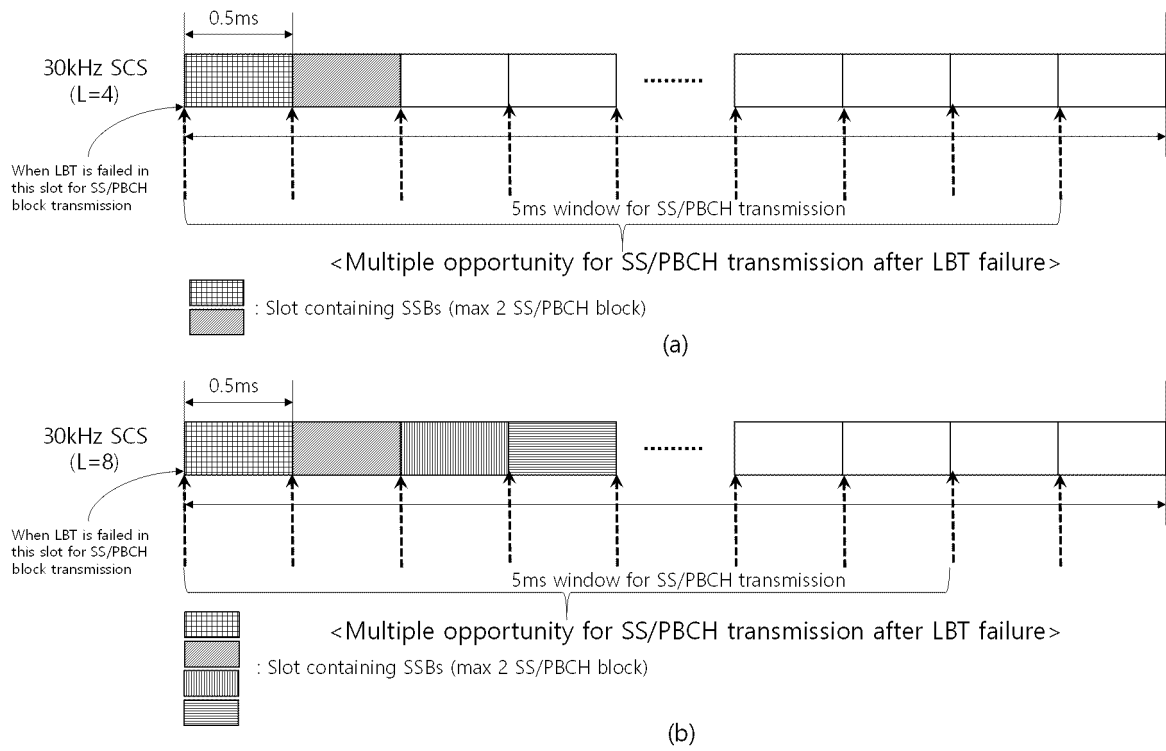 0.5ms
30kHz SCS
(L=4)
When LBT is failed in
this slot for SS/PBCH
block transmission
5ms window for SS/PBCH transmission
<Multiple opportunity for SS/PBCH transmission after LBT failure>
: Slot containing SSBs (max 2 SS/PBCH block)
(a)
0.5ms
30kHz SCS
(L=8)
When LBT is failed in
this slot for SS/PBCH
block transmission
5ms window for SS/PBCH transmission
<Multiple opportunity for SS/PBCH transmission after LBT failure>
: Slot containing SSBs (max 2 SS/PBCH block)
(b)